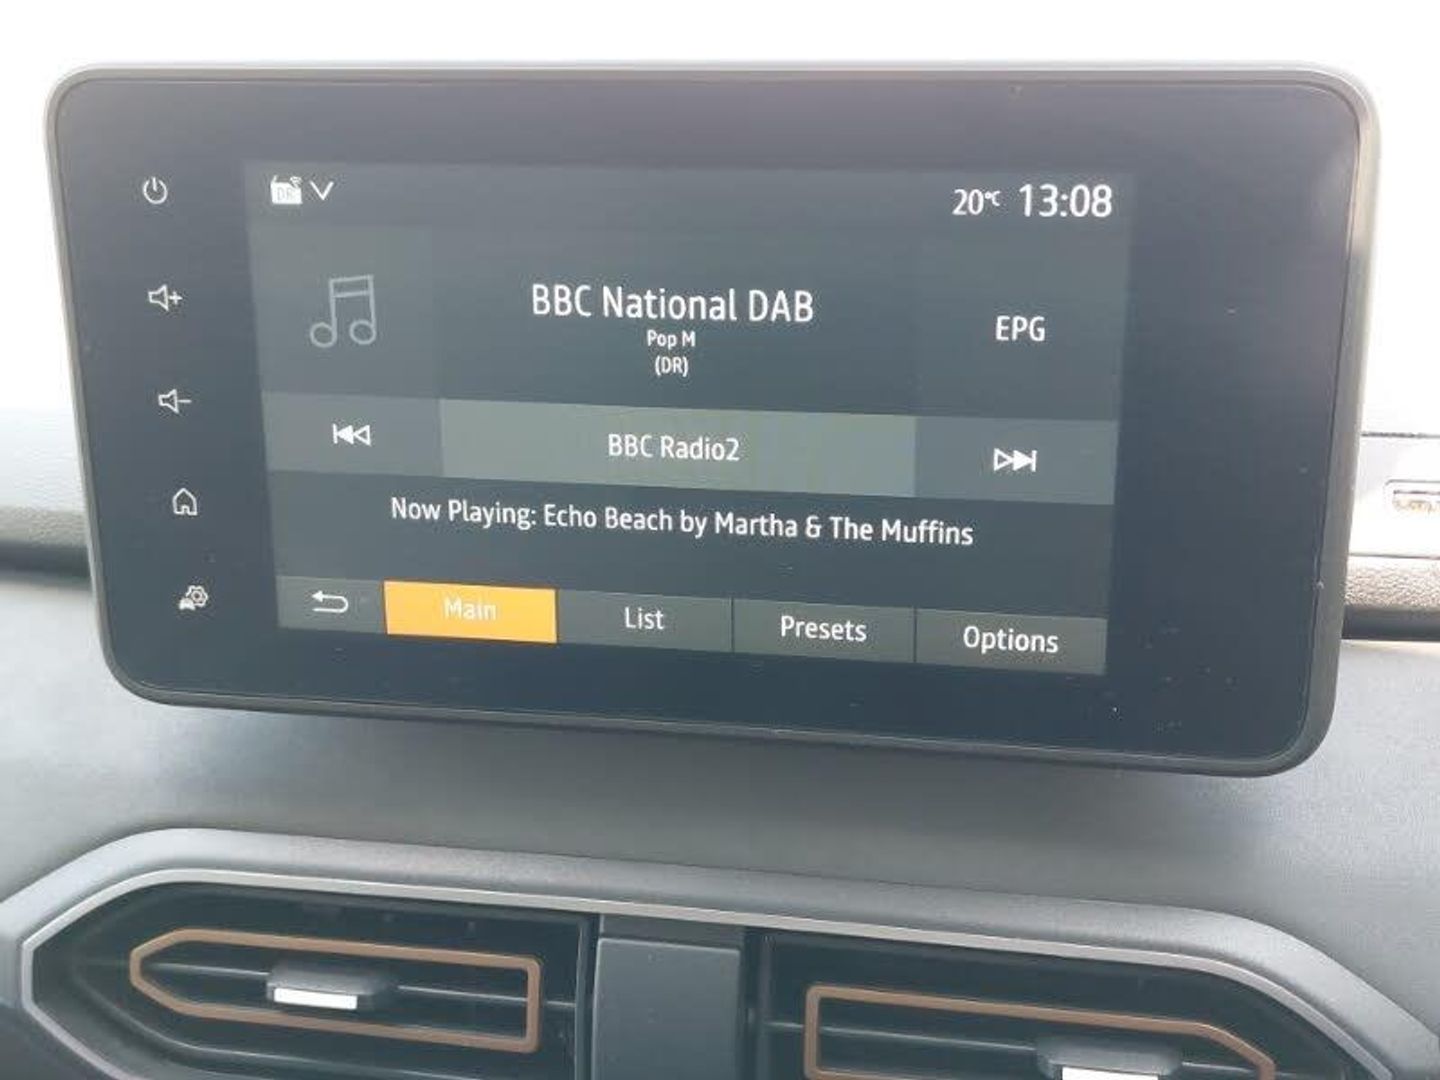 DR
20°C 13:08
BBC National DAB
Pop M
(DR)
EPG
BBC Radio2
Now Playing: Echo Beach by Martha & The Muffins
Main List Presets Options